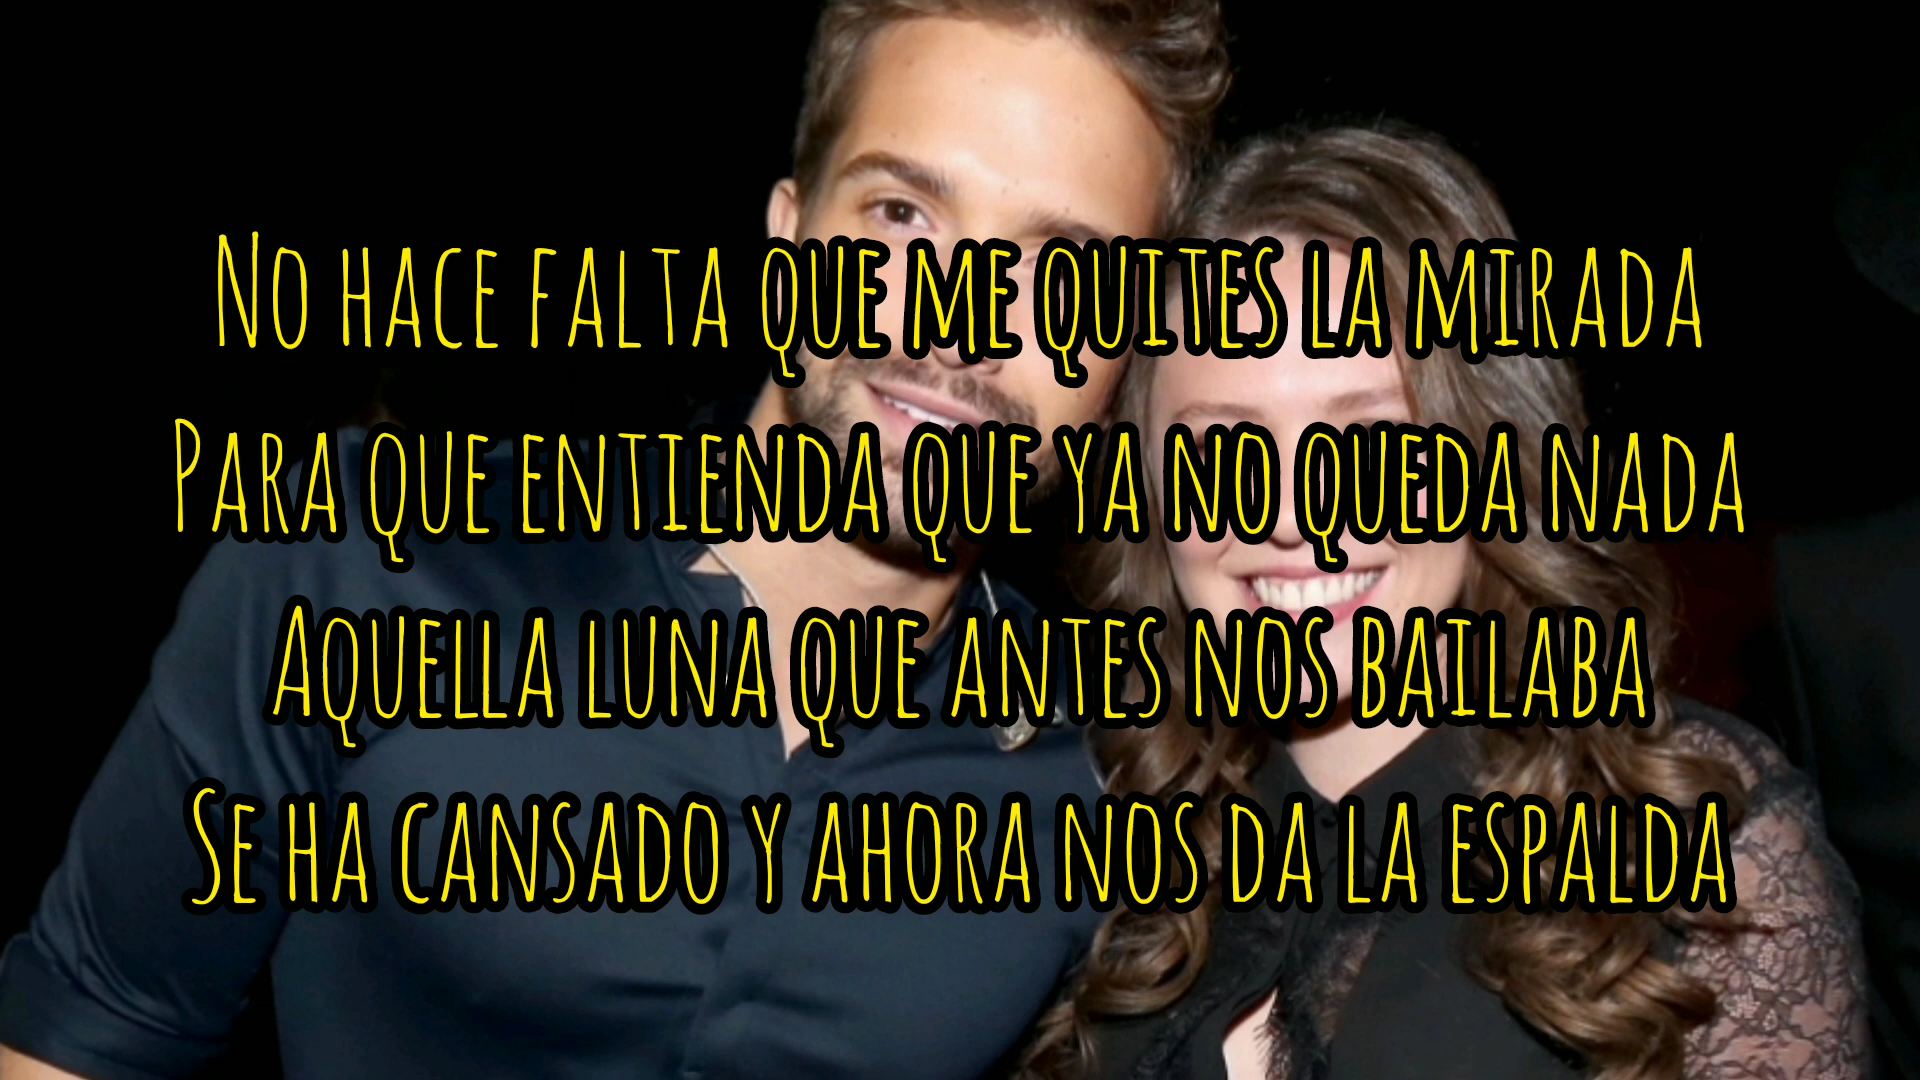 No hace falta que me quites la mirada
Para que entienda que ya no queda nada
Aquella luna que antes nos bailaba
Se ha cansado y ahora nos da la espalda